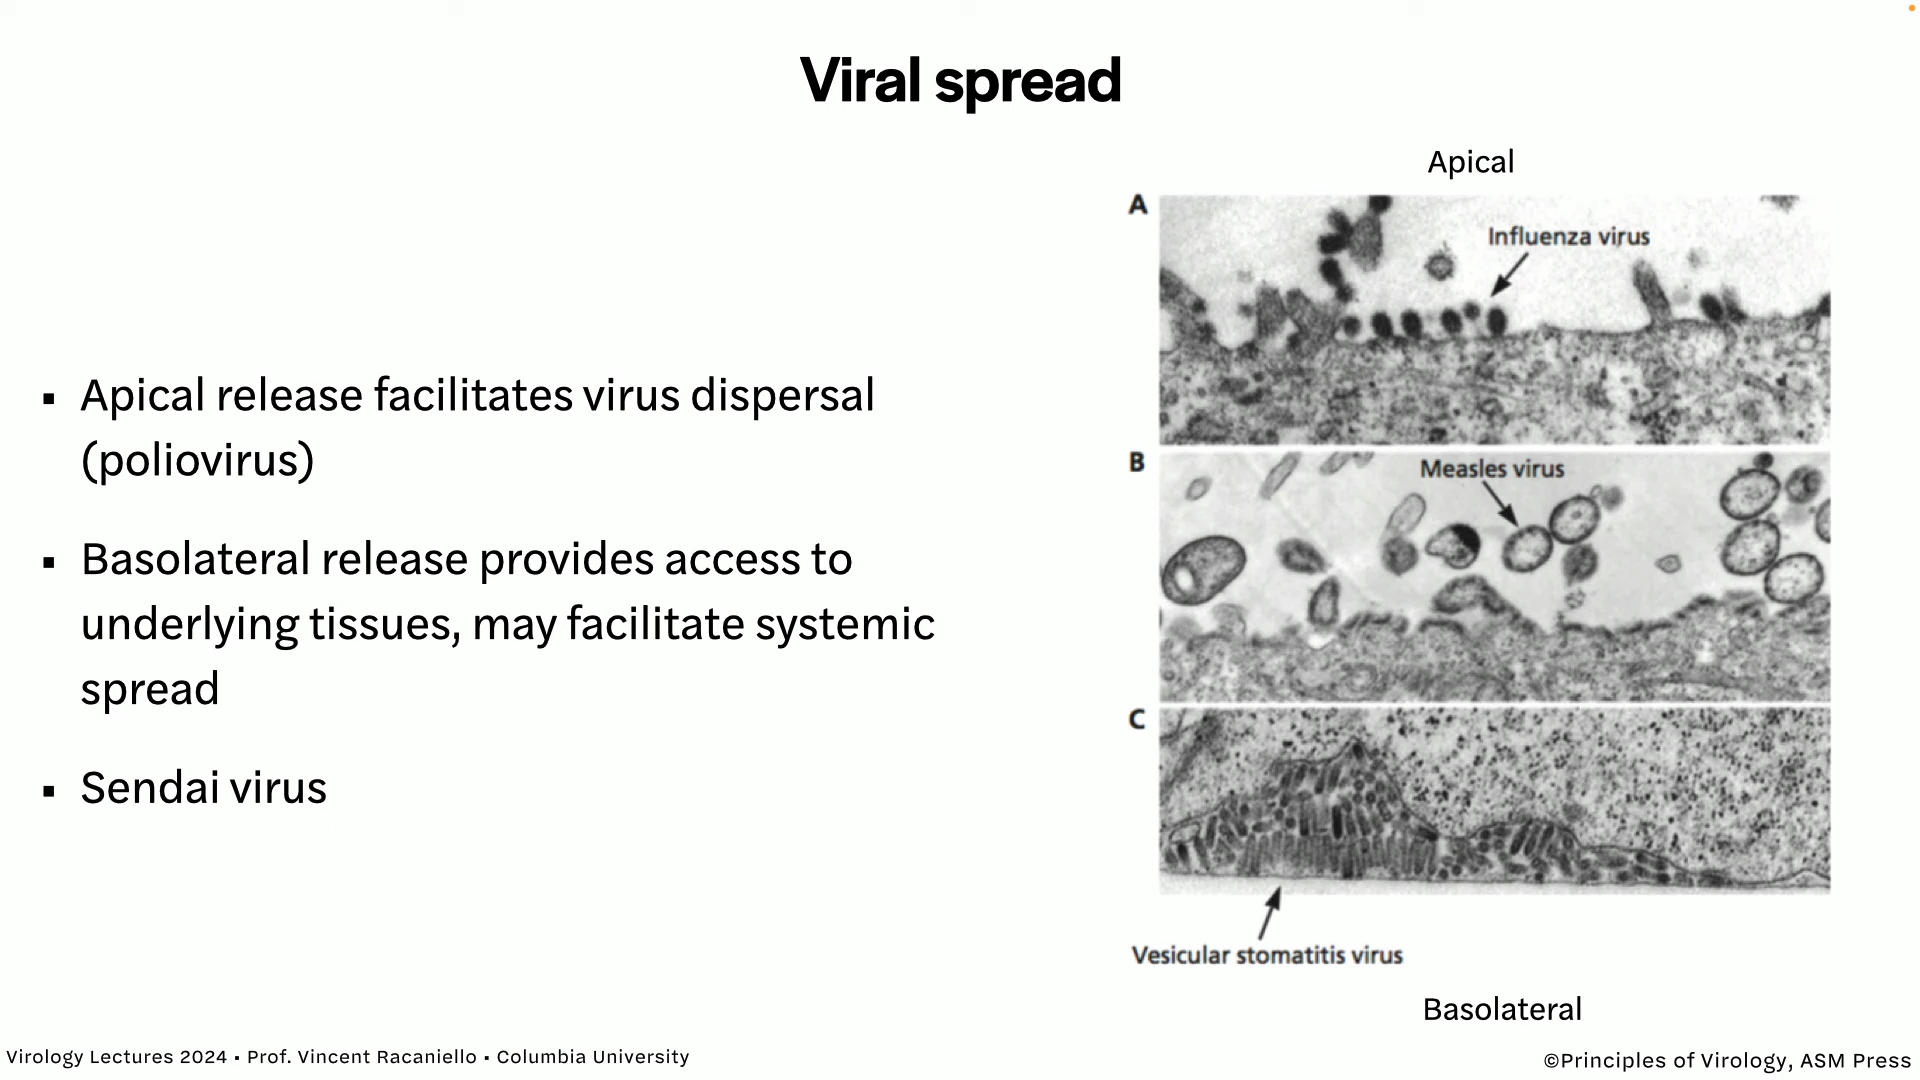 Viral spread
▪ Apical release facilitates virus dispersal
(poliovirus)
▪ Basolateral release provides access to
underlying tissues, may facilitate systemic
spread
▪ Sendai virus
Apical
A
Influenza virus
B
Measles virus
C
Vesicular stomatitis virus
Basolateral
Virology Lectures 2024 • Prof. Vincent Racaniello • Columbia University
©Principles of Virology, ASM Press